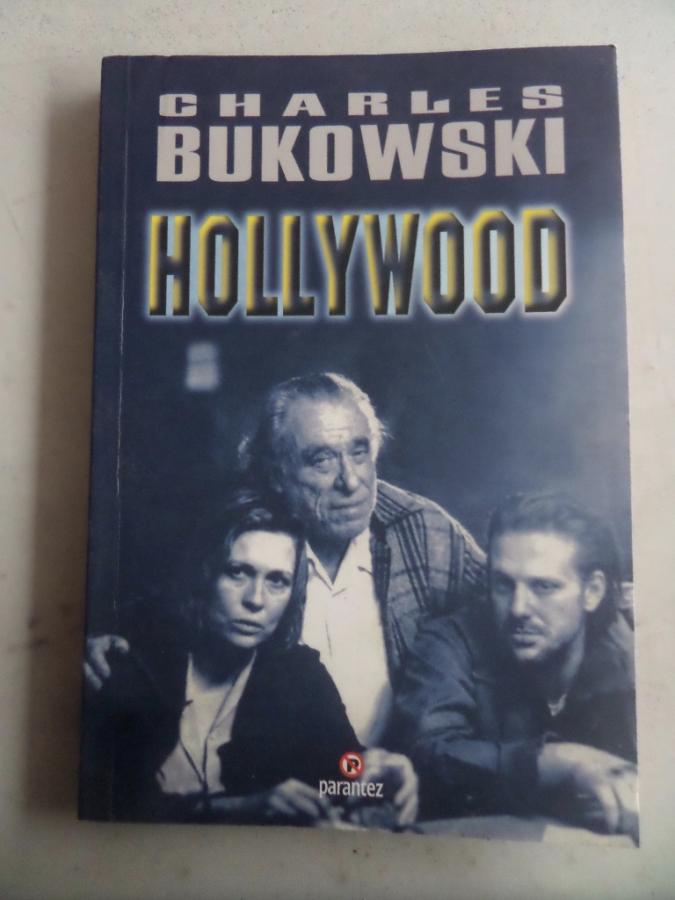 CHARLES
BUKOWSKI
HOLLYWOOD
P
parantez